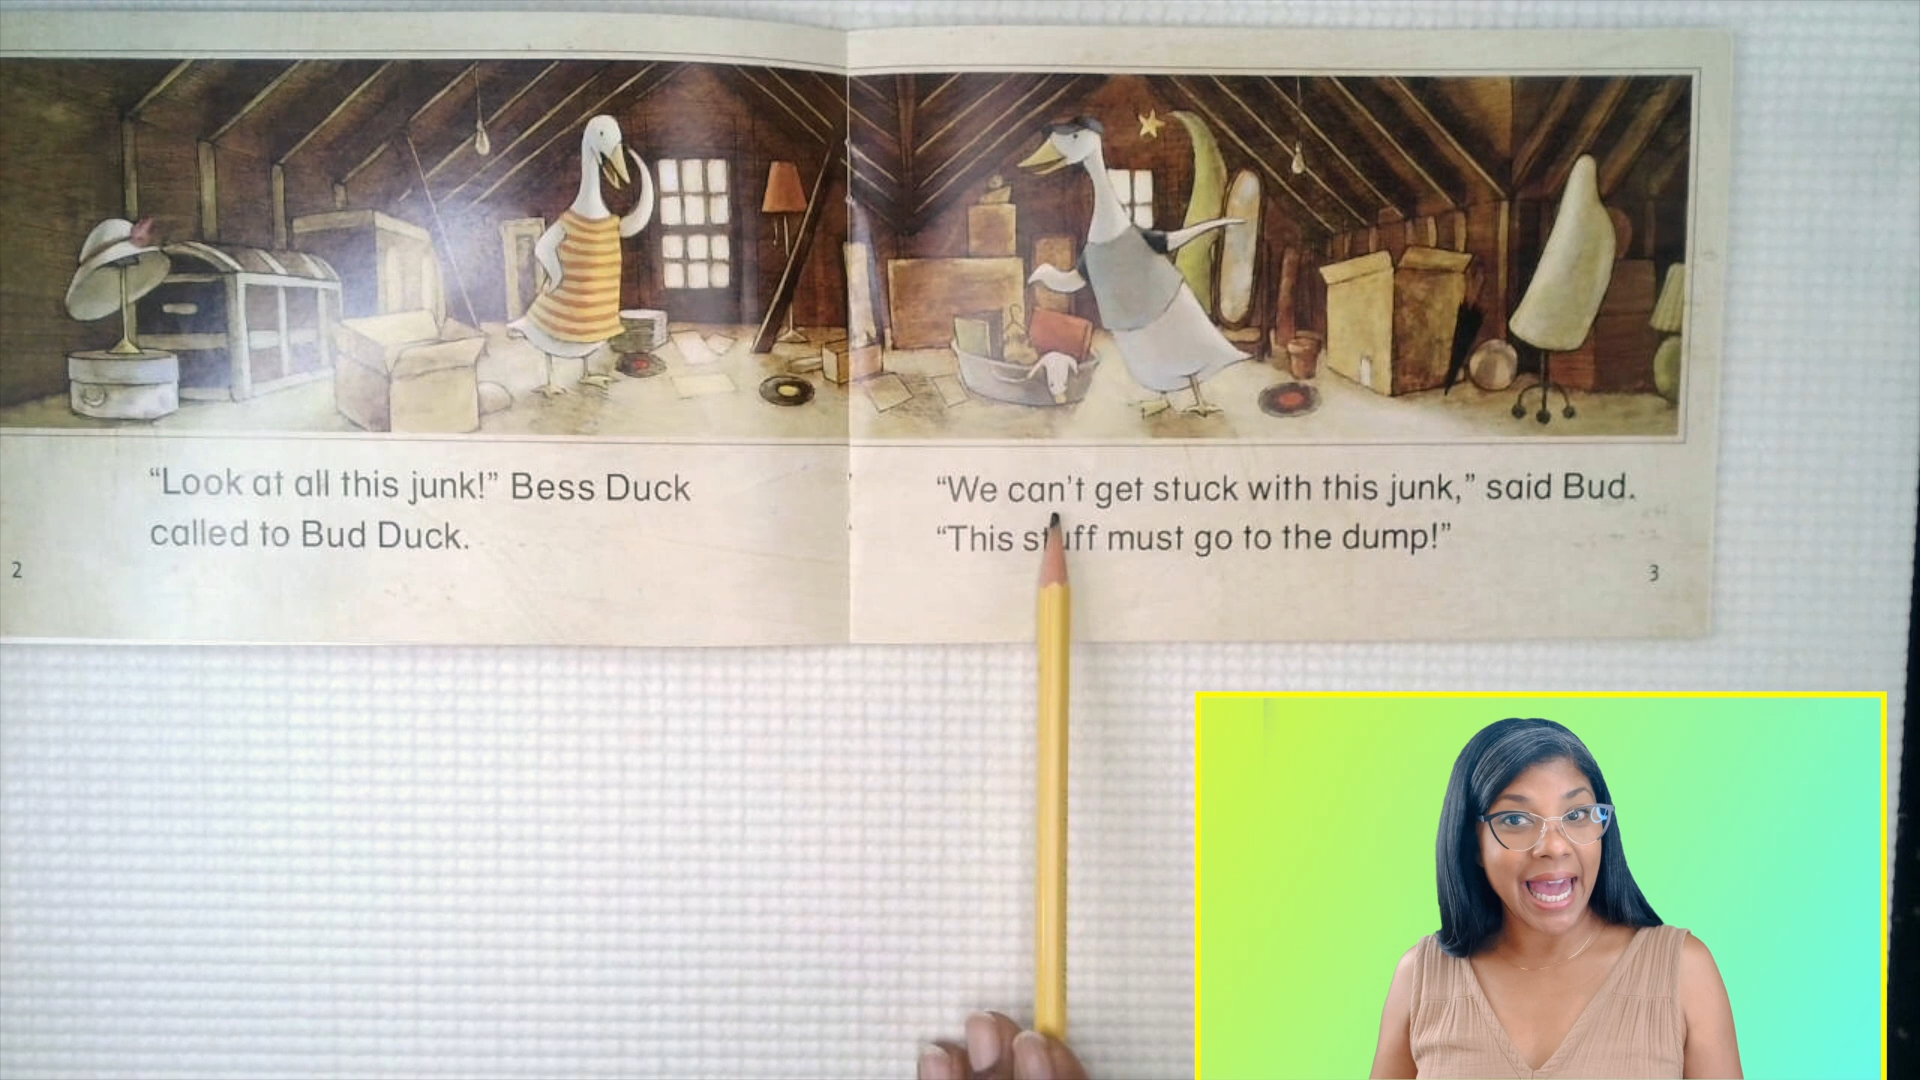 “Look at all this junk!” Bess Duck
called to Bud Duck.
2
“We can’t get stuck with this junk,” said Bud.
“This stuff must go to the dump!”
3